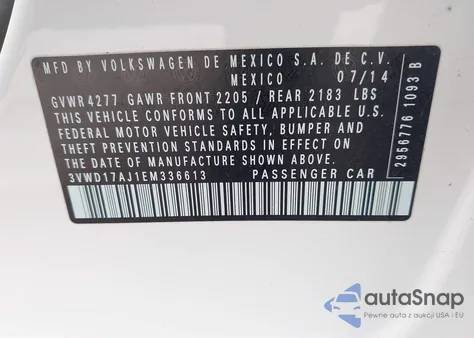 MFD BY VOLKSWAGEN DE MEXICO S.A. DE C.V.
MEXICO 07/14
GVWR 4277 GAWR FRONT 2205 / REAR 2183 LBS
THIS VEHICLE CONFORMS TO ALL APPLICABLE U.S.
FEDERAL MOTOR VEHICLE SAFETY, BUMPER AND
THEFT PREVENTION STANDARDS IN EFFECT ON
THE DATE OF MANUFACTURE SHOWN ABOVE
3VWD17AJ1EM336613 PASSENGER CAR
2956776 1093 B
autaSnap
Pewne auta z aukcji USA - EU